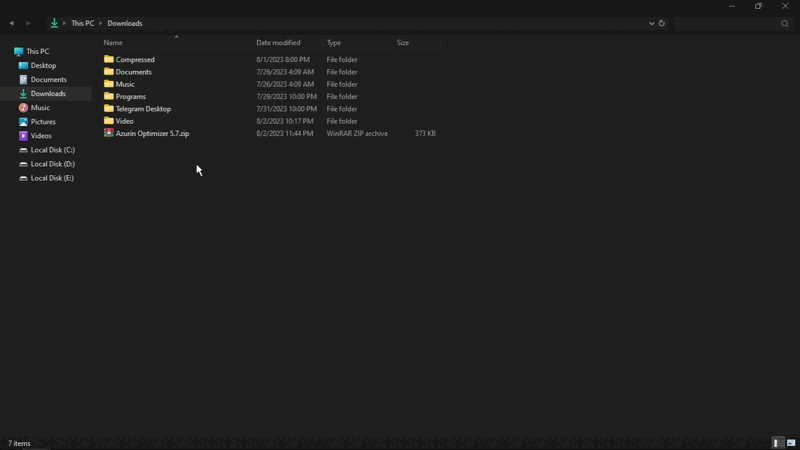 This PC Downloads
Name Date modified Type Size
This PC
Desktop
Documents
Downloads
Music
Pictures
Videos
Local Disk (C:)
Local Disk (D:)
Local Disk (E:)
Compressed 8/1/2023 8:00 PM File folder
Documents 7/26/2023 4:09 AM File folder
Music 7/26/2023 4:09 AM File folder
Programs 7/29/2023 10:00 PM File folder
Telegram Desktop 7/31/2023 10:00 PM File folder
Video 8/2/2023 10:17 PM File folder
Azurin Optimizer 5.7.zip 8/2/2023 11:44 PM WinRAR ZIP archive 373 KB
7 items